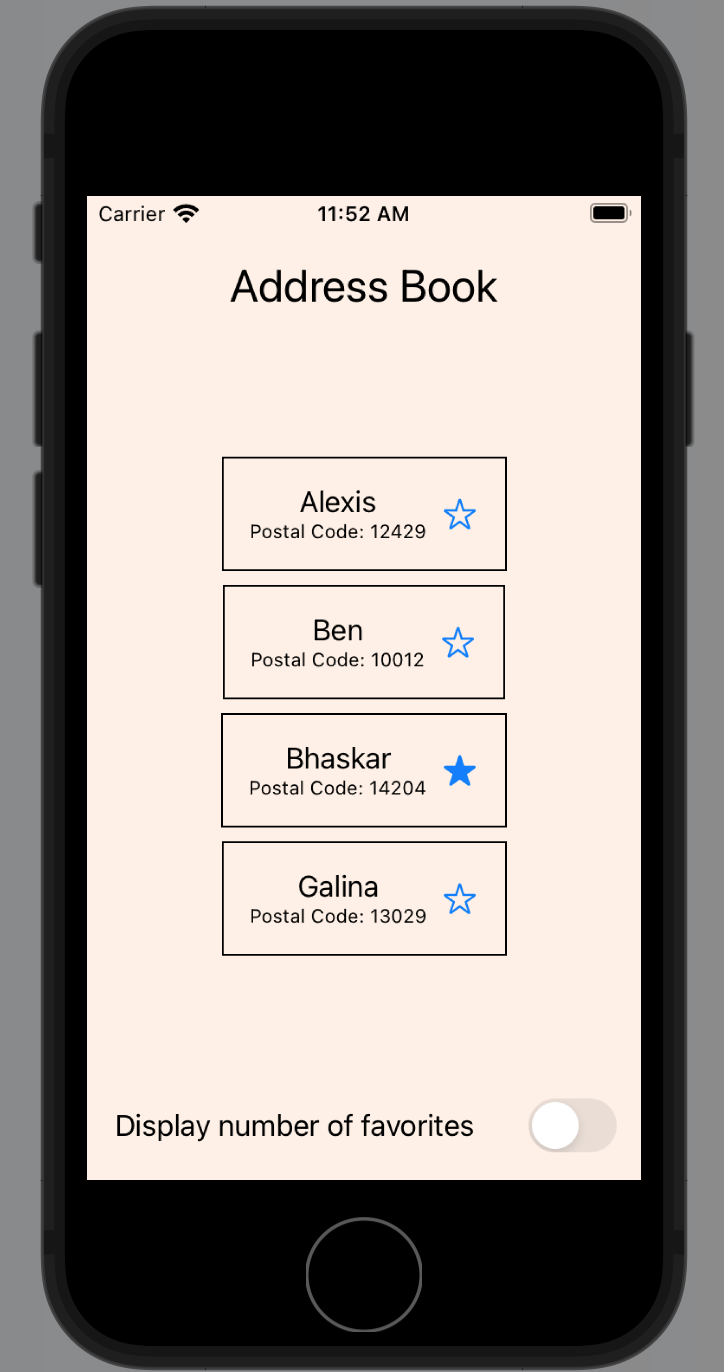 Carrier 11:52 AM
Address Book
Alexis
Postal Code: 12429
Ben
Postal Code: 10012
Bhaskar
Postal Code: 14204
Galina
Postal Code: 13029
Display number of favorites